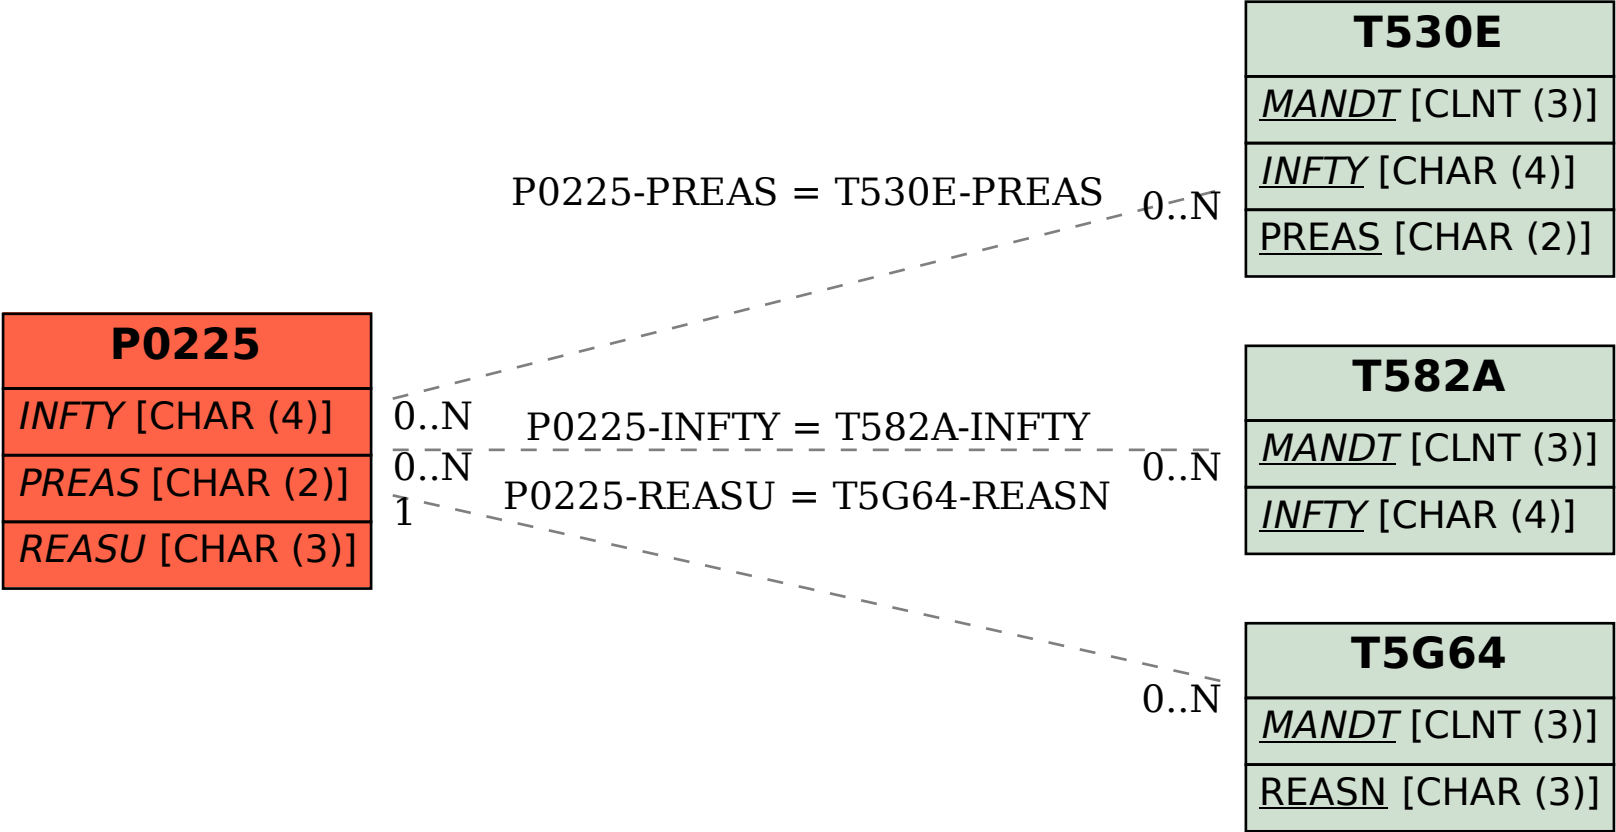 P0225
INFTY [CHAR (4)]
PREAS [CHAR (2)]
REASU [CHAR (3)]
P0225-PREAS = T530E-PREAS
0..N
0..N
P0225-INFTY = T582A-INFTY
0..N
0..N
P0225-REASU = T5G64-REASN
1
0..N
T530E
MANDT [CLNT (3)]
INFTY [CHAR (4)]
PREAS [CHAR (2)]
T582A
MANDT [CLNT (3)]
INFTY [CHAR (4)]
T5G64
MANDT [CLNT (3)]
REASN [CHAR (3)]